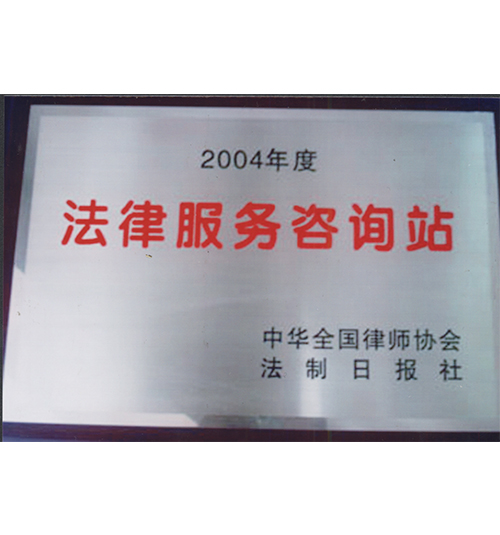 2004年度
法律服务咨询站
中华全国律师协会
法制日报社